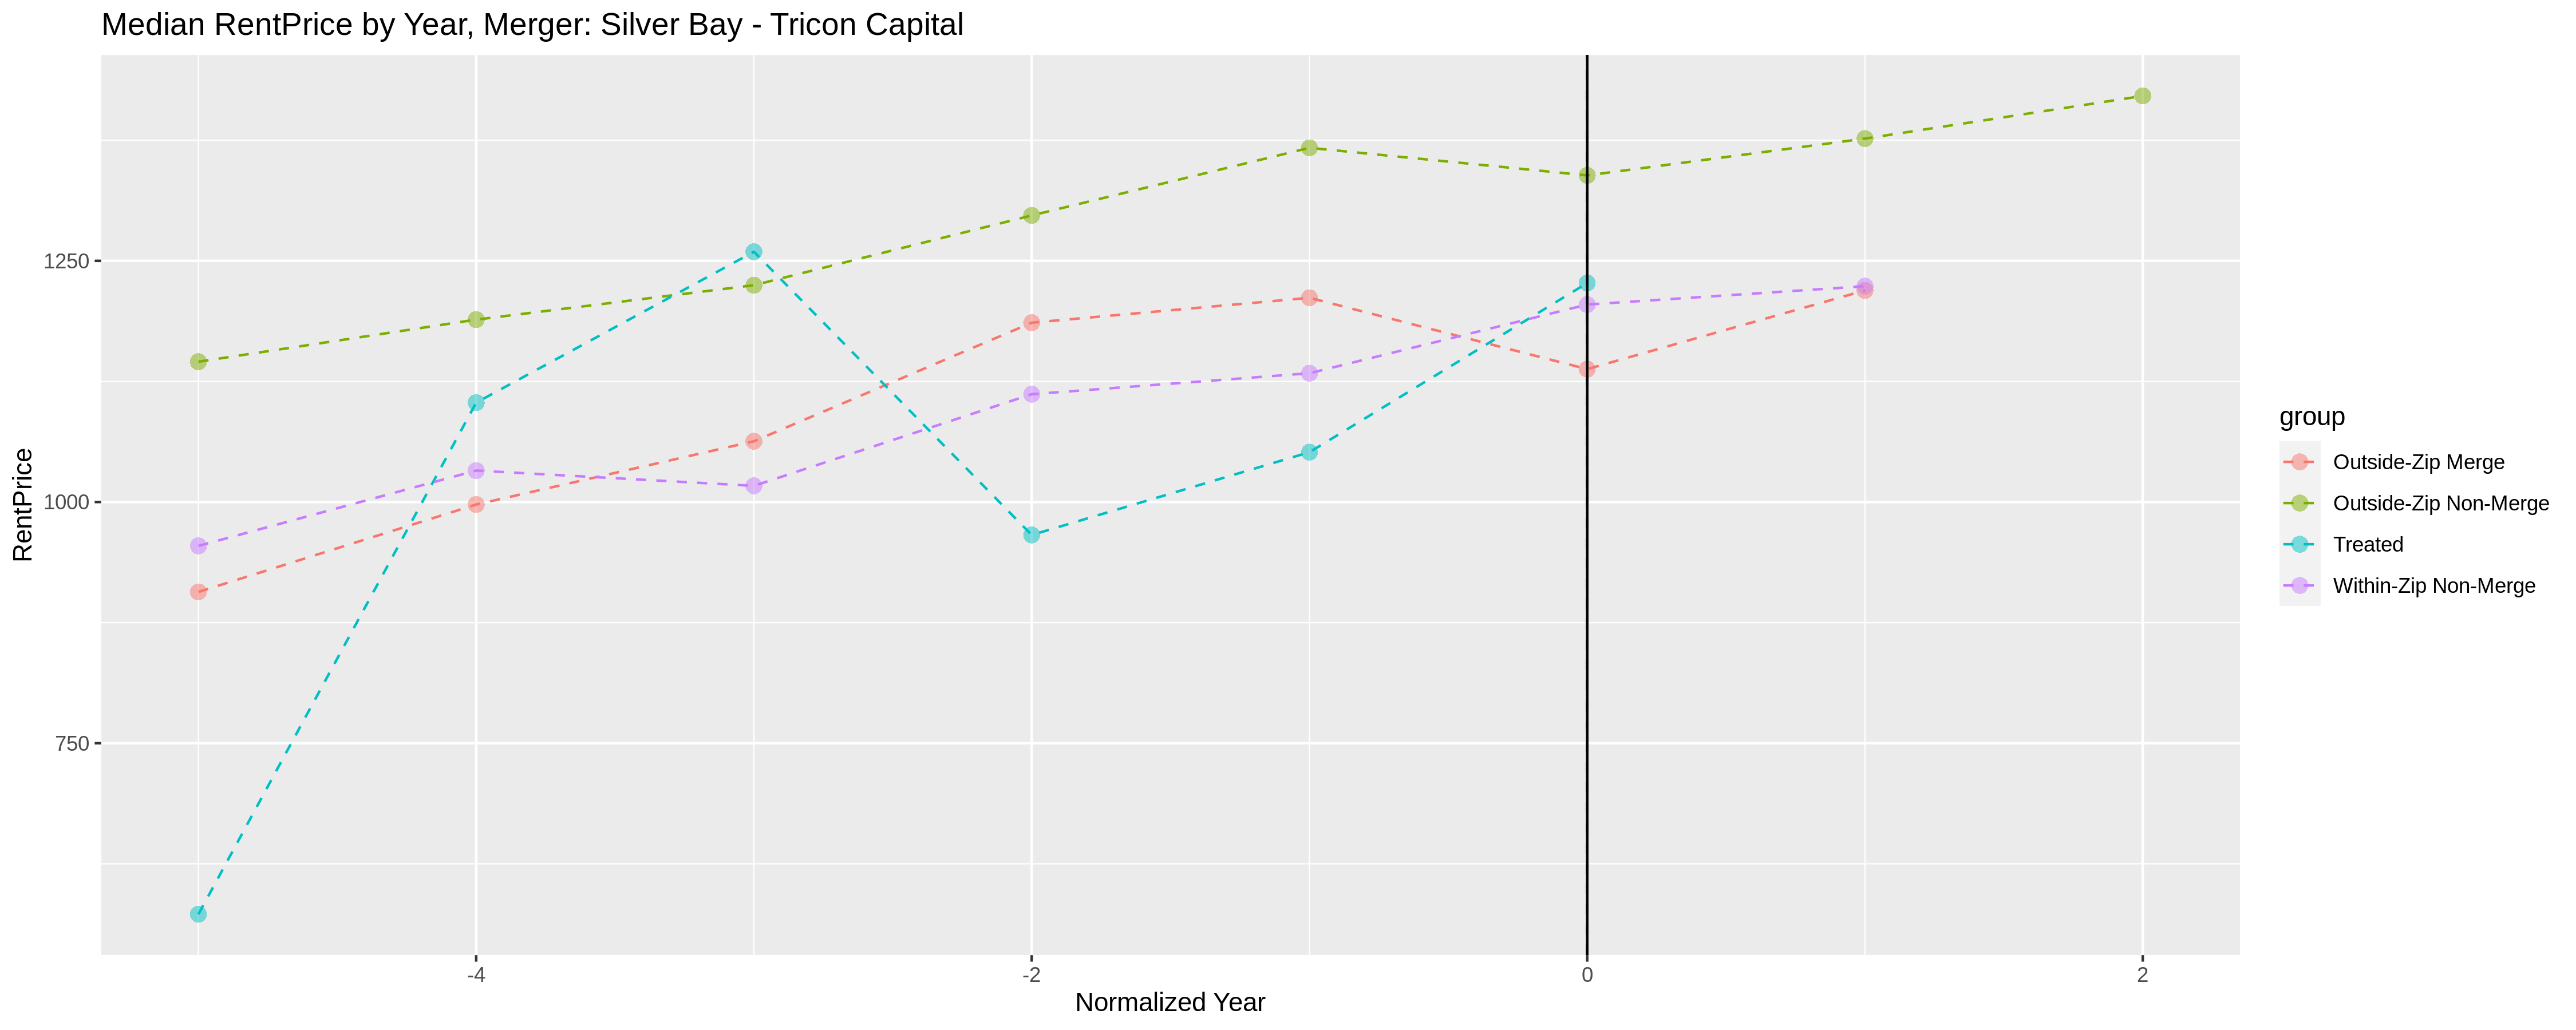 Median RentPrice by Year, Merger: Silver Bay - Tricon Capital
RentPrice
1250
1000
750
-4
-2
0
2
Normalized Year
group
Outside-Zip Merge
Outside-Zip Non-Merge
Treated
Within-Zip Non-Merge